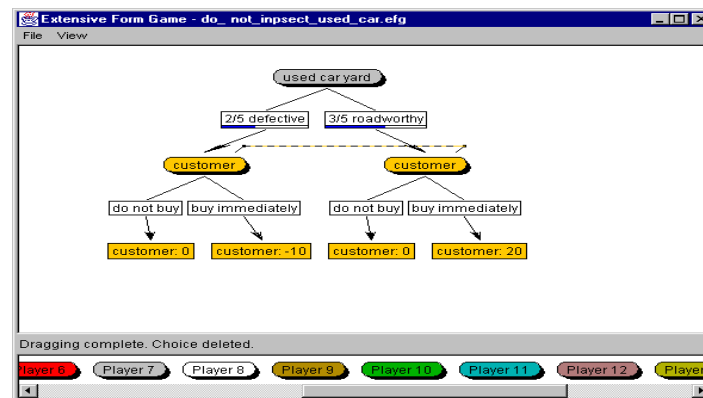 Extensive Form Game - do_ not_inpsect_used_car.efg
File View
used car yard
2/5 defective 3/5 roadworthy
customer customer
do not buy buy immediately do not buy buy immediately
customer: 0 customer: -10 customer: 0 customer: 20
Dragging complete. Choice deleted.
Player 6 Player 7 Player 8 Player 9 Player 10 Player 11 Player 12 Player